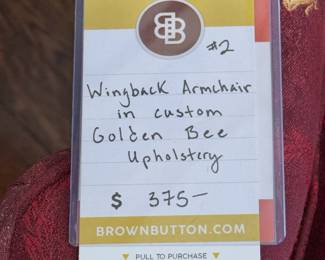 BB
#2
Wingback Armchair
in custom
Golden Bee
Upholstery
$ 375—
BROWNBUTTON.COM
PULL TO PURCHASE